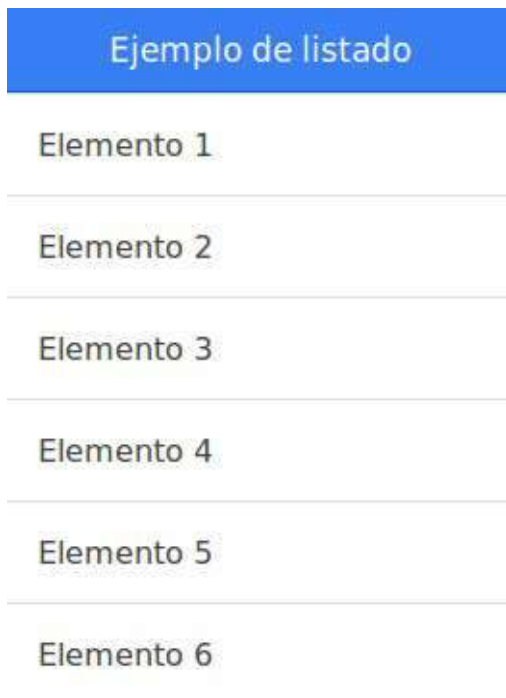 Ejemplo de listado
Elemento 1
Elemento 2
Elemento 3
Elemento 4
Elemento 5
Elemento 6